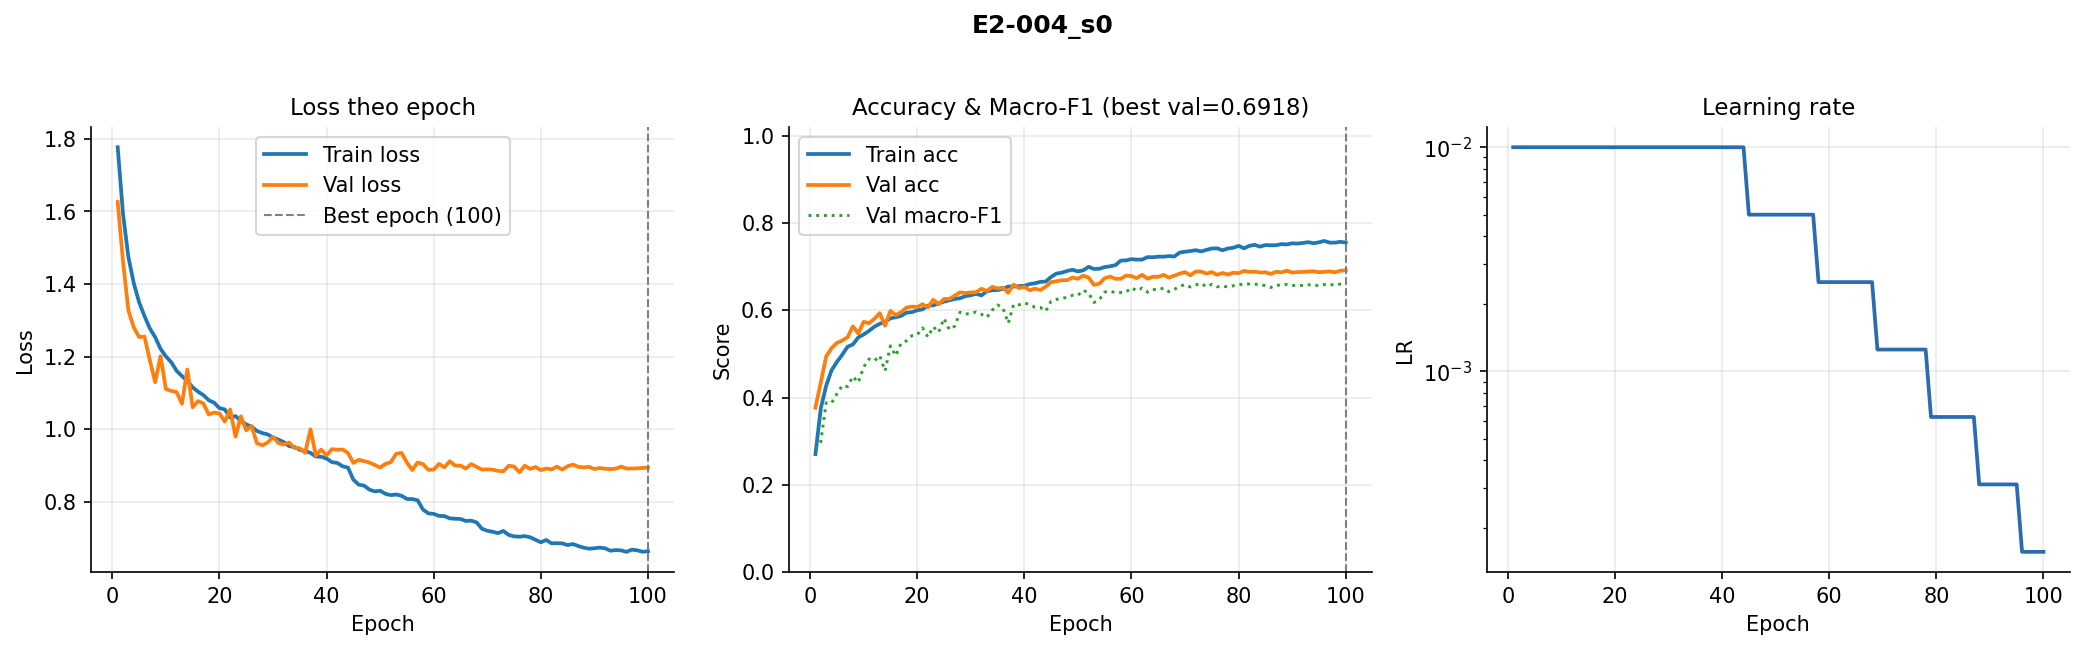 E2-004_s0
Loss theo epoch
Loss
1.8
1.6
1.4
1.2
1.0
0.8
Train loss
Val loss
Best epoch (100)
0 20 40 60 80 100
Epoch
Accuracy & Macro-F1 (best val=0.6918)
Score
1.0
0.8
0.6
0.4
0.2
0.0
Train acc
Val acc
Val macro-F1
0 20 40 60 80 100
Epoch
Learning rate
LR
10⁻²
10⁻³
0 20 40 60 80 100
Epoch